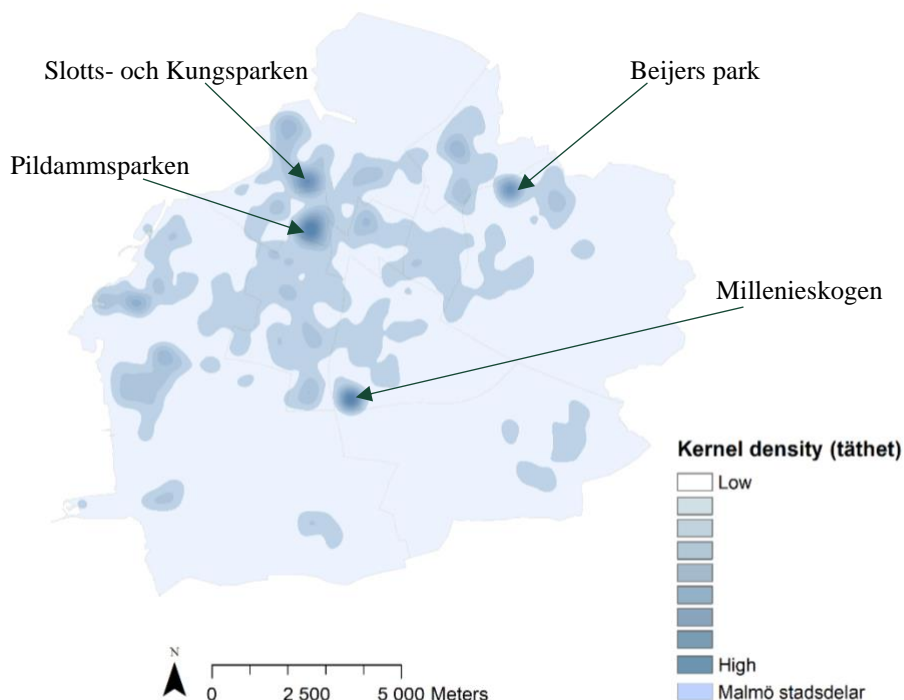 Slotts- och Kungsparken
Beijers park
Pildammsparken
Millenieskogen
Kernel density (täthet)
Low
High
Malmö stadsdelar
N
0 2 500 5 000 Meters